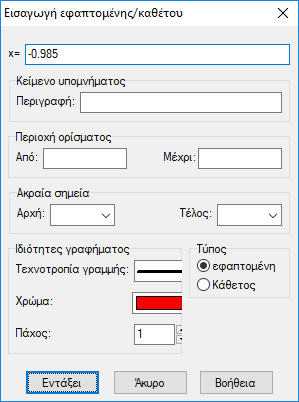 Εισαγωγή εφαπτομένης/καθέτου
x= -0.985
Κείμενο υπομνήματος
Περιγραφή:
Περιοχή ορίσματος
Από: Μέχρι:
Ακραία σημεία
Αρχή: Τέλος:
Ιδιότητες γραφήματος
Τεχνοτροπία γραμμής:
Χρώμα:
Πάχος: 1
Τύπος
εφαπτομένη
Κάθετος
Εντάξει Άκυρο Βοήθεια